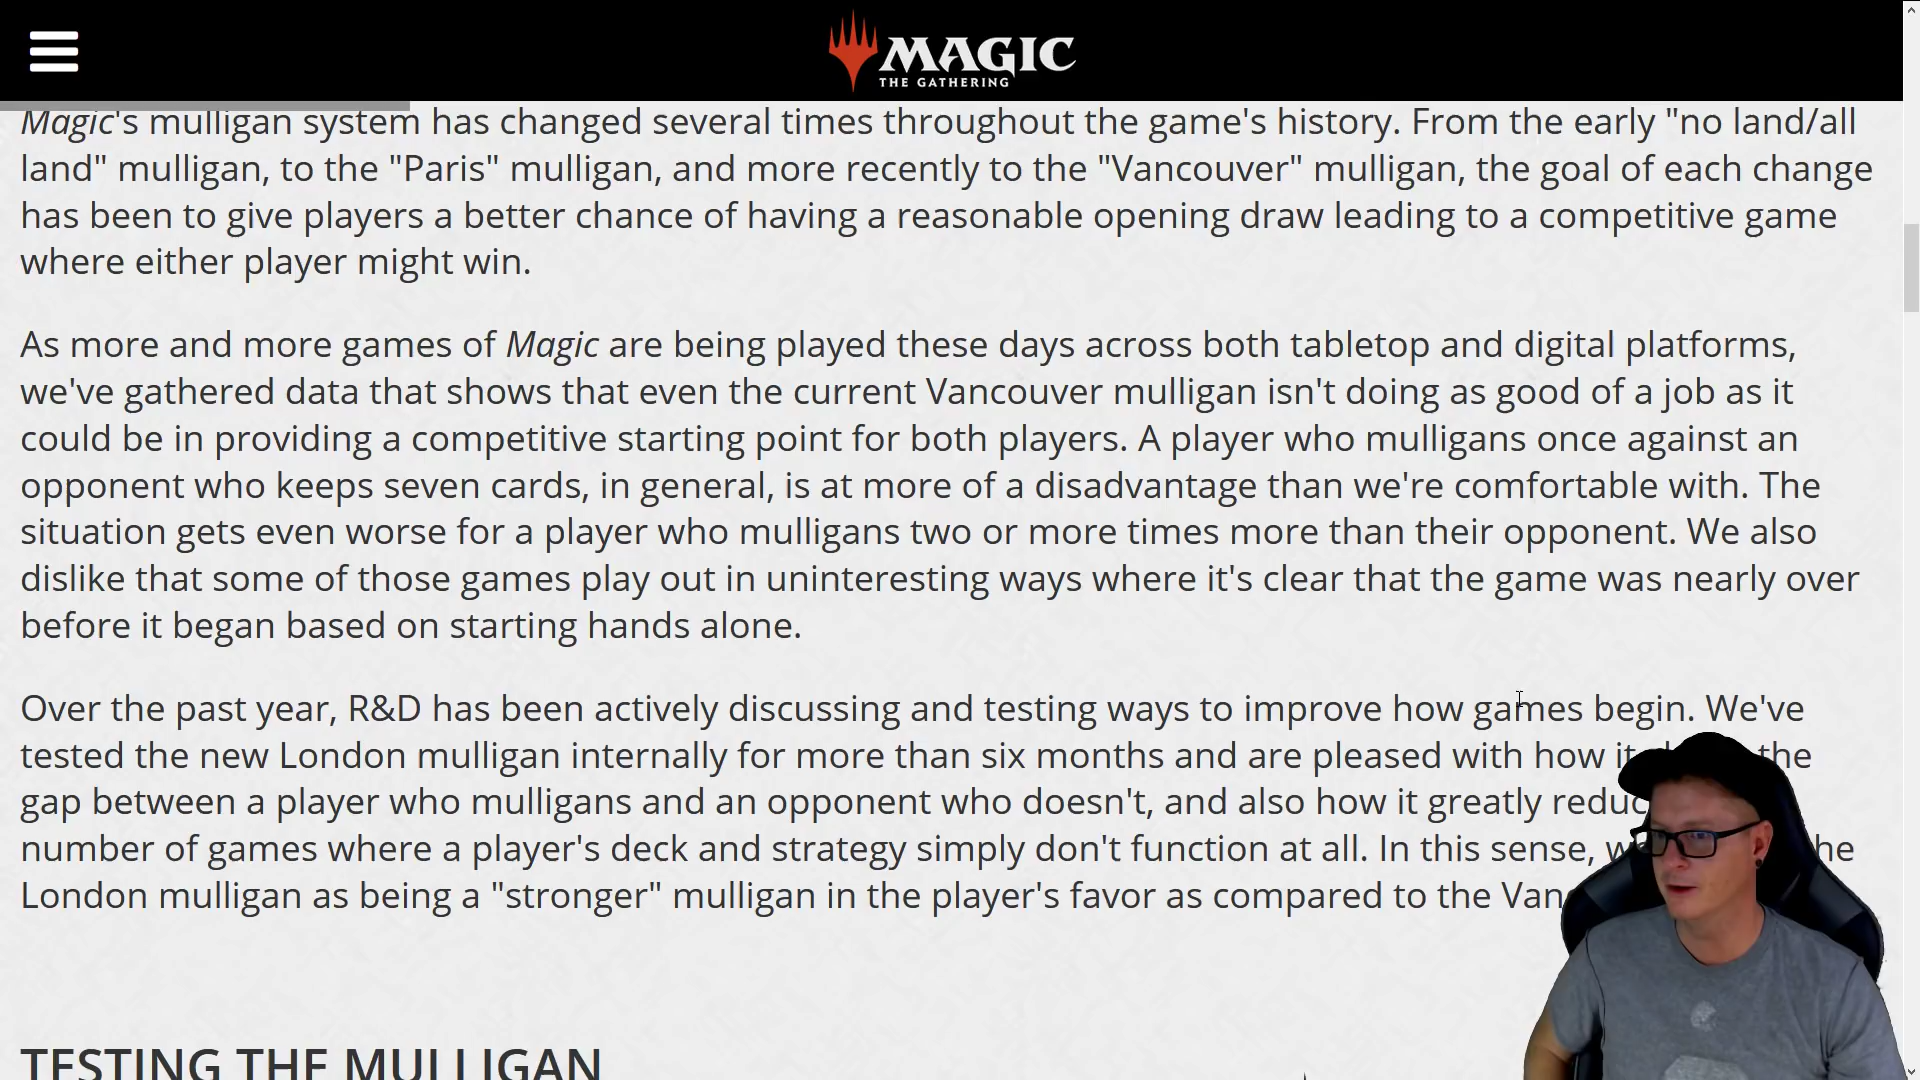 MAGIC
THE GATHERING
Magic's mulligan system has changed several times throughout the game's history. From the early "no land/all
land" mulligan, to the "Paris" mulligan, and more recently to the "Vancouver" mulligan, the goal of each change
has been to give players a better chance of having a reasonable opening draw leading to a competitive game
where either player might win.
As more and more games of Magic are being played these days across both tabletop and digital platforms,
we've gathered data that shows that even the current Vancouver mulligan isn't doing as good of a job as it
could be in providing a competitive starting point for both players. A player who mulligans once against an
opponent who keeps seven cards, in general, is at more of a disadvantage than we're comfortable with. The
situation gets even worse for a player who mulligans two or more times more than their opponent. We also
dislike that some of those games play out in uninteresting ways where it's clear that the game was nearly over
before it began based on starting hands alone.
Over the past year, R&D has been actively discussing and testing ways to improve how games begin. We've
tested the new London mulligan internally for more than six months and are pleased with how it the
gap between a player who mulligans and an opponent who doesn't, and also how it greatly
number of games where a player's deck and strategy simply don't function at all. In this sense,
London mulligan as being a "stronger" mulligan in the player's favor as compared to the
TESTING THE MULLIGAN